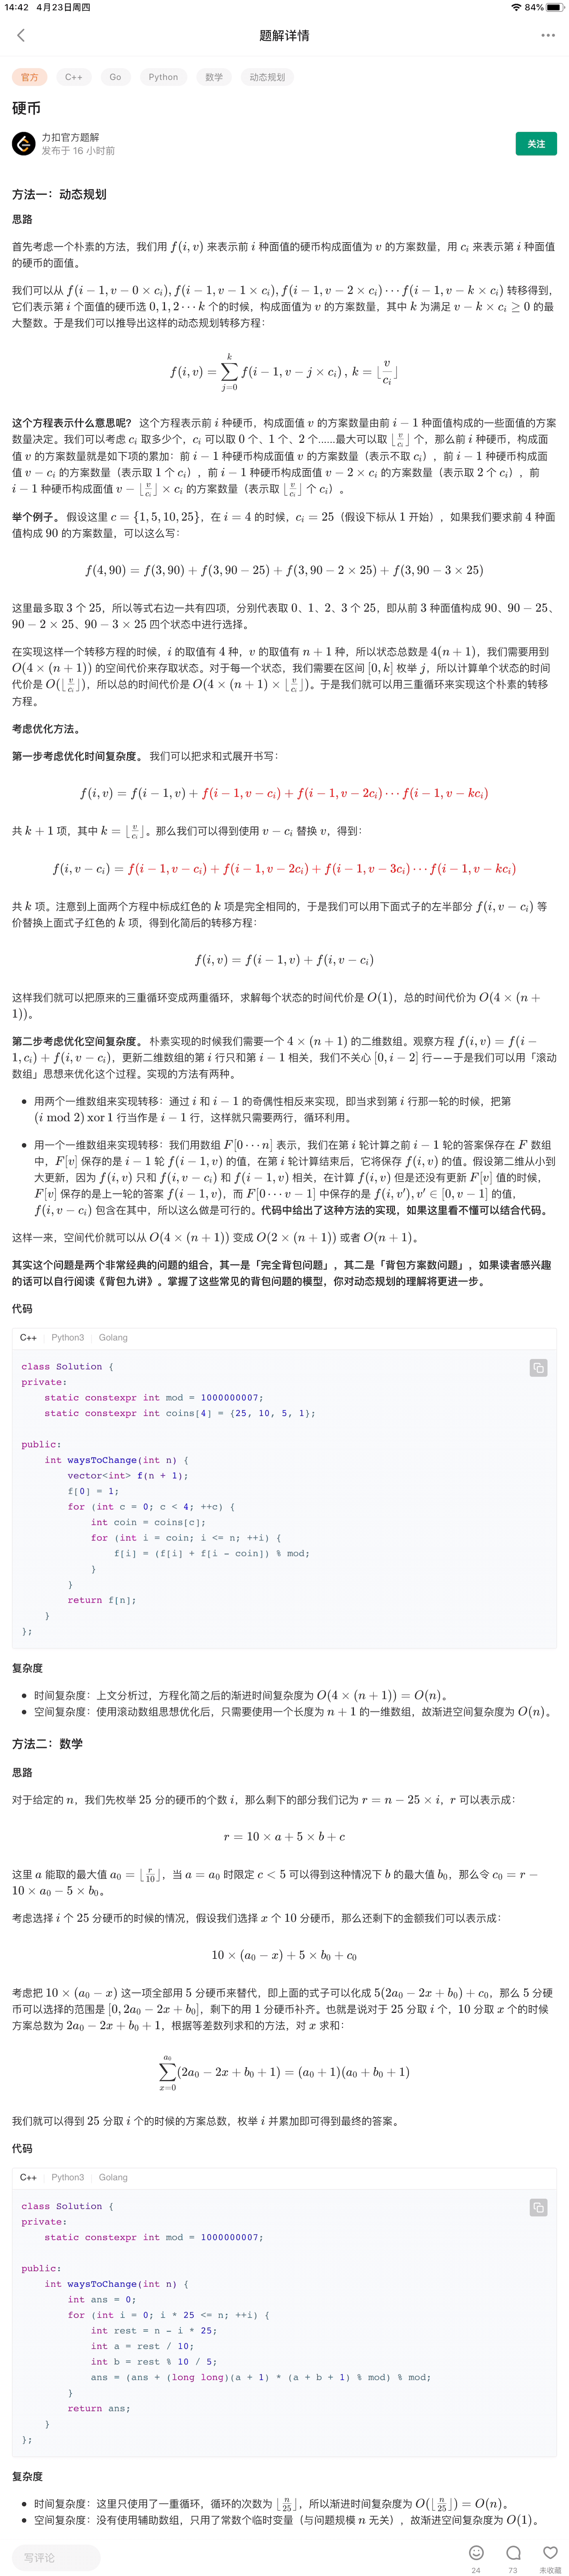 14:42 4月23日周四 84%
题解详情
官方 C++ Go Python 数学 动态规划
硬币
力扣官方题解
发布于 16 小时前
关注
方法一：动态规划
思路
首先考虑一个朴素的方法，我们用 f(i, v) 来表示前 i 种面值的硬币构成面值为 v 的方案数量，用 c_i 来表示第 i 种面值
的硬币的面值。
我们可以从 f(i − 1, v − 0 × c_i), f(i − 1, v − 1 × c_i), f(i − 1, v − 2 × c_i) ⋯ f(i − 1, v − k × c_i) 转移得到，
它们表示第 i 个面值的硬币选 0, 1, 2 ⋯ k 个的时候，构成面值为 v 的方案数量，其中 k 为满足 v − k × c_i ≥ 0 的最
大整数。于是我们可以推导出这样的动态规划转移方程：
f(i, v) = ∑_{j=0}^{k} f(i − 1, v − j × c_i) , k = ⌊v/c_i⌋
这个方程表示什么意思呢？ 这个方程表示前 i 种硬币，构成面值 v 的方案数量由前 i − 1 种面值构成的一些面值的方案
数量决定。我们可以考虑 c_i 取多少个，c_i 可以取 0 个、1 个、2 个……最大可以取 ⌊v/c_i⌋ 个，那么前 i 种硬币，构成面
值 v 的方案数量就是如下项的累加：前 i − 1 种硬币构成面值 v 的方案数量（表示不取 c_i），前 i − 1 种硬币构成面
值 v − c_i 的方案数量（表示取 1 个 c_i），前 i − 1 种硬币构成面值 v − 2 × c_i 的方案数量（表示取 2 个 c_i），前
i − 1 种硬币构成面值 v − ⌊v/c_i⌋ × c_i 的方案数量（表示取 ⌊v/c_i⌋ 个 c_i）。
举个例子。 假设这里 c = {1, 5, 10, 25}，在 i = 4 的时候，c_i = 25（假设下标从 1 开始），如果我们要求前 4 种面
值构成 90 的方案数量，可以这么写：
f(4, 90) = f(3, 90) + f(3, 90 − 25) + f(3, 90 − 2 × 25) + f(3, 90 − 3 × 25)
这里最多取 3 个 25，所以等式右边一共有四项，分别代表取 0、1、2、3 个 25，即从前 3 种面值构成 90、90 − 25、
90 − 2 × 25、90 − 3 × 25 四个状态中进行选择。
在实现这样一个转移方程的时候，i 的取值有 4 种，v 的取值有 n + 1 种，所以状态总数是 4(n + 1)，我们需要用到
O(4 × (n + 1)) 的空间代价来存取状态。对于每一个状态，我们需要在区间 [0, k] 枚举 j，所以计算单个状态的时间
代价是 O(⌊v/c_i⌋)，所以总的时间代价是 O(4 × (n + 1) × ⌊v/c_i⌋)。于是我们就可以用三重循环来实现这个朴素的转移
方程。
考虑优化方法。
第一步考虑优化时间复杂度。 我们可以把求和式展开书写：
f(i, v) = f(i − 1, v) + f(i − 1, v − c_i) + f(i − 1, v − 2c_i) ⋯ f(i − 1, v − kc_i)
共 k + 1 项，其中 k = ⌊v/c_i⌋。那么我们可以得到使用 v − c_i 替换 v，得到：
f(i, v − c_i) = f(i − 1, v − c_i) + f(i − 1, v − 2c_i) + f(i − 1, v − 3c_i) ⋯ f(i − 1, v − kc_i)
共 k 项。注意到上面两个方程中标成红色的 k 项是完全相同的，于是我们可以用下面式子的左半部分 f(i, v − c_i) 等
价替换上面式子红色的 k 项，得到化简后的转移方程：
f(i, v) = f(i − 1, v) + f(i, v − c_i)
这样我们就可以把原来的三重循环变成两重循环，求解每个状态的时间代价是 O(1)，总的时间代价为 O(4 × (n +
1))。
第二步考虑优化空间复杂度。 朴素实现的时候我们需要一个 4 × (n + 1) 的二维数组。观察方程 f(i, v) = f(i −
1, c_i) + f(i, v − c_i)，更新二维数组的第 i 行只和第 i − 1 相关，我们不关心 [0, i − 2] 行——于是我们可以用「滚动
数组」思想来优化这个过程。实现的方法有两种。
• 用两个一维数组来实现转移：通过 i 和 i − 1 的奇偶性相反来实现，即当求到第 i 行那一轮的时候，把第
(i mod 2) xor 1 行当作是 i − 1 行，这样就只需要两行，循环利用。
• 用一个一维数组来实现转移：我们用数组 F[0 ⋯ n] 表示，我们在第 i 轮计算之前 i − 1 轮的答案保存在 F 数组
中，F[v] 保存的是 i − 1 轮 f(i − 1, v) 的值，在第 i 轮计算结束后，它将保存 f(i, v) 的值。假设第二维从小到
大更新，因为 f(i, v) 只和 f(i, v − c_i) 和 f(i − 1, v) 相关，在计算 f(i, v) 但是还没有更新 F[v] 值的时候，
F[v] 保存的是上一轮的答案 f(i − 1, v)，而 F[0 ⋯ v − 1] 中保存的是 f(i, v′), v′ ∈ [0, v − 1] 的值，
f(i, v − c_i) 包含在其中，所以这么做是可行的。代码中给出了这种方法的实现，如果这里看不懂可以结合代码。
这样一来，空间代价就可以从 O(4 × (n + 1)) 变成 O(2 × (n + 1)) 或者 O(n + 1)。
其实这个问题是两个非常经典的问题的组合，其一是「完全背包问题」，其二是「背包方案数问题」，如果读者感兴趣
的话可以自行阅读《背包九讲》。掌握了这些常见的背包问题的模型，你对动态规划的理解将更进一步。
代码
C++ Python3 Golang
class Solution {
private:
    static constexpr int mod = 1000000007;
    static constexpr int coins[4] = {25, 10, 5, 1};
public:
    int waysToChange(int n) {
        vector<int> f(n + 1);
        f[0] = 1;
        for (int c = 0; c < 4; ++c) {
            int coin = coins[c];
            for (int i = coin; i <= n; ++i) {
                f[i] = (f[i] + f[i - coin]) % mod;
            }
        }
        return f[n];
    }
};
复杂度
• 时间复杂度：上文分析过，方程化简之后的渐进时间复杂度为 O(4 × (n + 1)) = O(n)。
• 空间复杂度：使用滚动数组思想优化后，只需要使用一个长度为 n + 1 的一维数组，故渐进空间复杂度为 O(n)。
方法二：数学
思路
对于给定的 n，我们先枚举 25 分的硬币的个数 i，那么剩下的部分我们记为 r = n − 25 × i，r 可以表示成：
r = 10 × a + 5 × b + c
这里 a 能取的最大值 a_0 = ⌊r/10⌋，当 a = a_0 时限定 c < 5 可以得到这种情况下 b 的最大值 b_0，那么令 c_0 = r −
10 × a_0 − 5 × b_0。
考虑选择 i 个 25 分硬币的时候的情况，假设我们选择 x 个 10 分硬币，那么还剩下的金额我们可以表示成：
10 × (a_0 − x) + 5 × b_0 + c_0
考虑把 10 × (a_0 − x) 这一项全部用 5 分硬币来替代，即上面的式子可以化成 5(2a_0 − 2x + b_0) + c_0，那么 5 分硬
币可以选择的范围是 [0, 2a_0 − 2x + b_0]，剩下的用 1 分硬币补齐。也就是说对于 25 分取 i 个，10 分取 x 个的时候
方案总数为 2a_0 − 2x + b_0 + 1，根据等差数列求和的方法，对 x 求和：
∑_{x=0}^{a_0} (2a_0 − 2x + b_0 + 1) = (a_0 + 1)(a_0 + b_0 + 1)
我们就可以得到 25 分取 i 个的时候的方案总数，枚举 i 并累加即可得到最终的答案。
代码
C++ Python3 Golang
class Solution {
private:
    static constexpr int mod = 1000000007;
public:
    int waysToChange(int n) {
        int ans = 0;
        for (int i = 0; i * 25 <= n; ++i) {
            int rest = n - i * 25;
            int a = rest / 10;
            int b = rest % 10 / 5;
            ans = (ans + (long long)(a + 1) * (a + b + 1) % mod) % mod;
        }
        return ans;
    }
};
复杂度
• 时间复杂度：这里只使用了一重循环，循环的次数为 ⌊n/25⌋，所以渐进时间复杂度为 O(⌊n/25⌋) = O(n)。
• 空间复杂度：没有使用辅助数组，只用了常数个临时变量（与问题规模 n 无关），故渐进空间复杂度为 O(1)。
写评论 24 73 未收藏